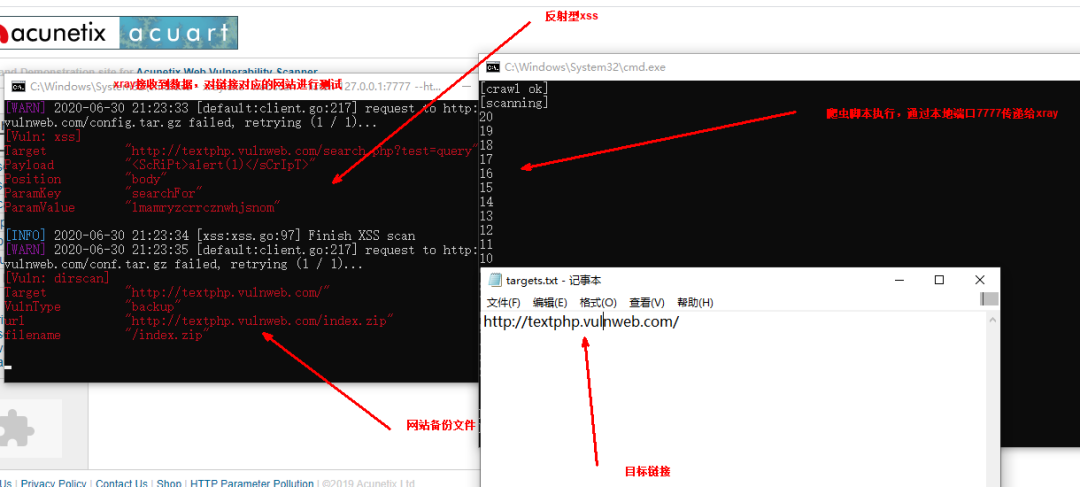 反射型xss
acunetix acuart
and Demonstration site for Acunetix Web Vulnerability Scanner
C:\Windows\System32\cmd.exe
xray接收到数据，对链接对应的网站进行测试
127.0.0.1:7777 --ht...
[WARN] 2020-06-30 21:23:33 [default:client.go:217] request to http:
vulnweb.com/config.tar.gz failed, retrying (1 / 1)...
[Vuln: xss]
Target "http://textphp.vulnweb.com/search.php?test=query"
Payload "<ScRiPt>alert(1)</sCrIpT>"
Position "body"
ParamKey "searchFor"
ParamValue "lmamryzcrrcznwhjsnom"
[INFO] 2020-06-30 21:23:34 [xss:xss.go:97] Finish XSS scan
[WARN] 2020-06-30 21:23:35 [default:client.go:217] request to http:
vulnweb.com/conf.tar.gz failed, retrying (1 / 1)...
[Vuln: dirscan]
Target "http://textphp.vulnweb.com/"
VulnType "backup"
url "http://textphp.vulnweb.com/index.zip"
filename "/index.zip"
[crawl ok]
[scanning]
20
19
18
17
16
15
14
13
12
11
10
爬虫脚本执行，通过本地端口7777传递给xray
targets.txt - 记事本
文件(F) 编辑(E) 格式(O) 查看(V) 帮助(H)
http://textphp.vulnweb.com/
网站备份文件
目标链接
Us | Privacy Policy | Contact Us | Shop | HTTP Parameter Pollution | ©2019 Acunetix Ltd